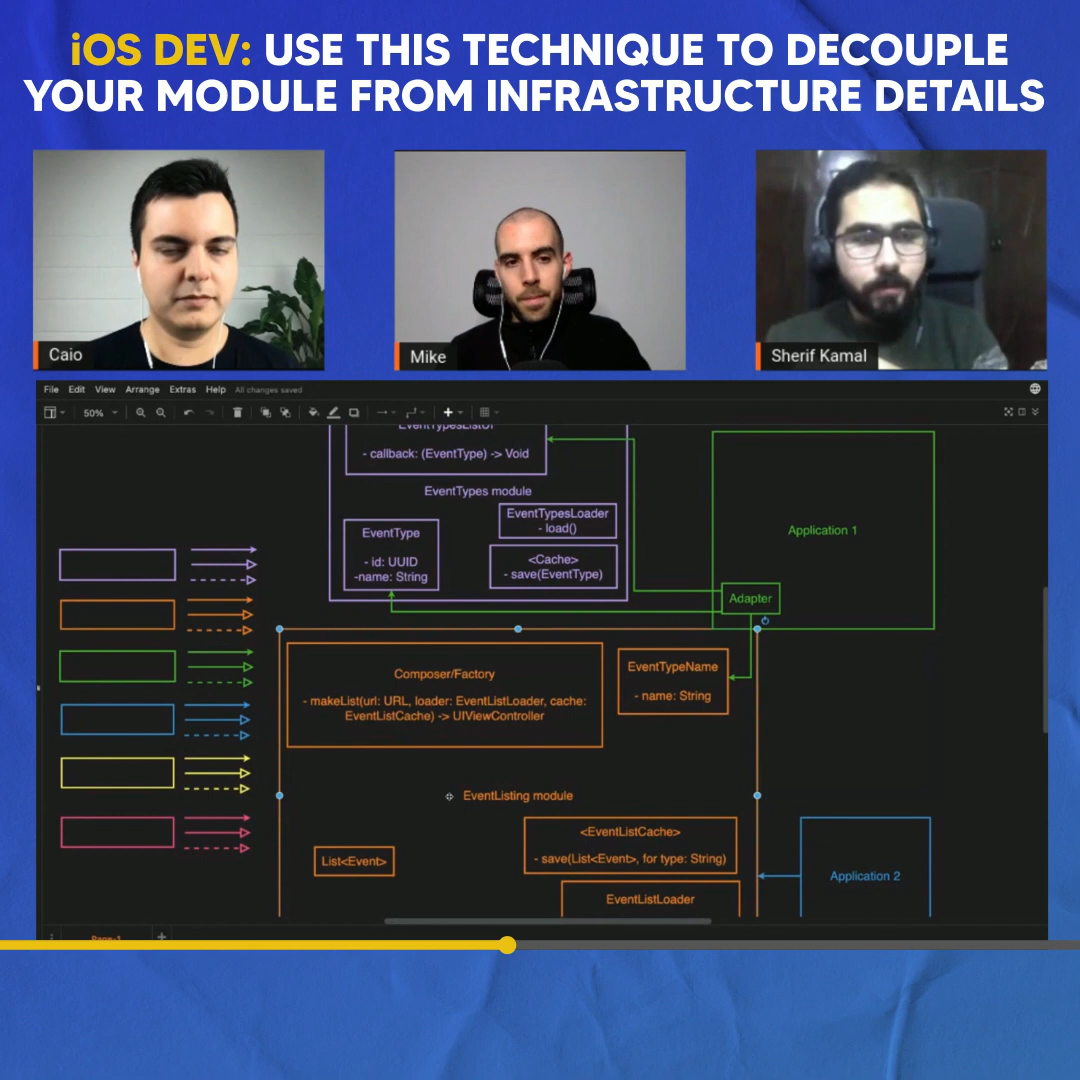 iOS DEV: USE THIS TECHNIQUE TO DECOUPLE
YOUR MODULE FROM INFRASTRUCTURE DETAILS
Caio
Mike
Sherif Kamal
File Edit View Arrange Extras Help All changes saved
50%
EventTypesListUI
- callback: (EventType) -> Void
EventTypes module
EventTypesLoader
- load()
EventType
- id: UUID
-name: String
<Cache>
- save(EventType)
Application 1
Adapter
Composer/Factory
- makeList(url: URL, loader: EventListLoader, cache:
EventListCache) -> UIViewController
EventTypeName
- name: String
EventListing module
<EventListCache>
- save(List<Event>, for type: String)
List<Event>
EventListLoader
Application 2
Page-1